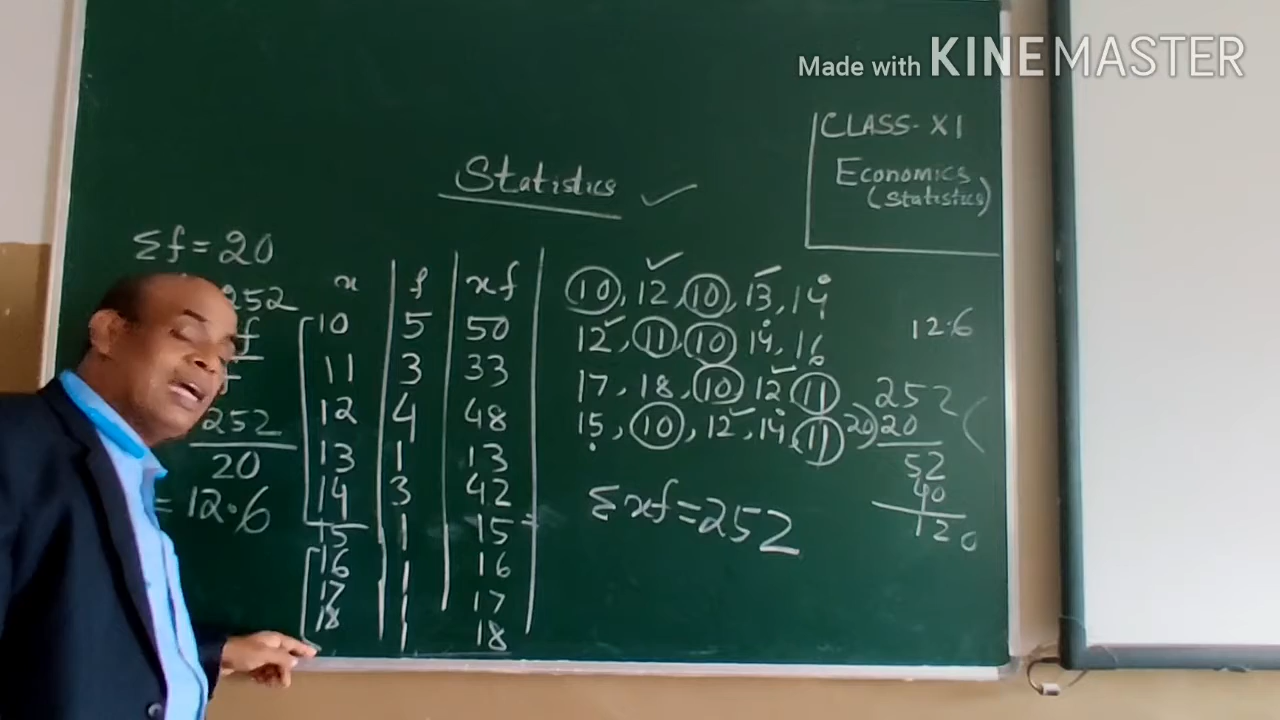 Made with KINEMASTER
CLASS-XI
Economics
(Statistics)
Statistics
Σf = 20
252
f
252
20
= 12.6
x f xf
10 5 50
11 3 33
12 4 48
13 1 13
14 3 42
15 1 15
16 1 16
17 1 17
18 1 18
10, 12, 10, 13, 14
12, 11, 10, 14, 16
17, 18, 10, 12, 11
15, 10, 12, 14, 11
Σxf = 252
12.6
252
20)20(
52
40
120